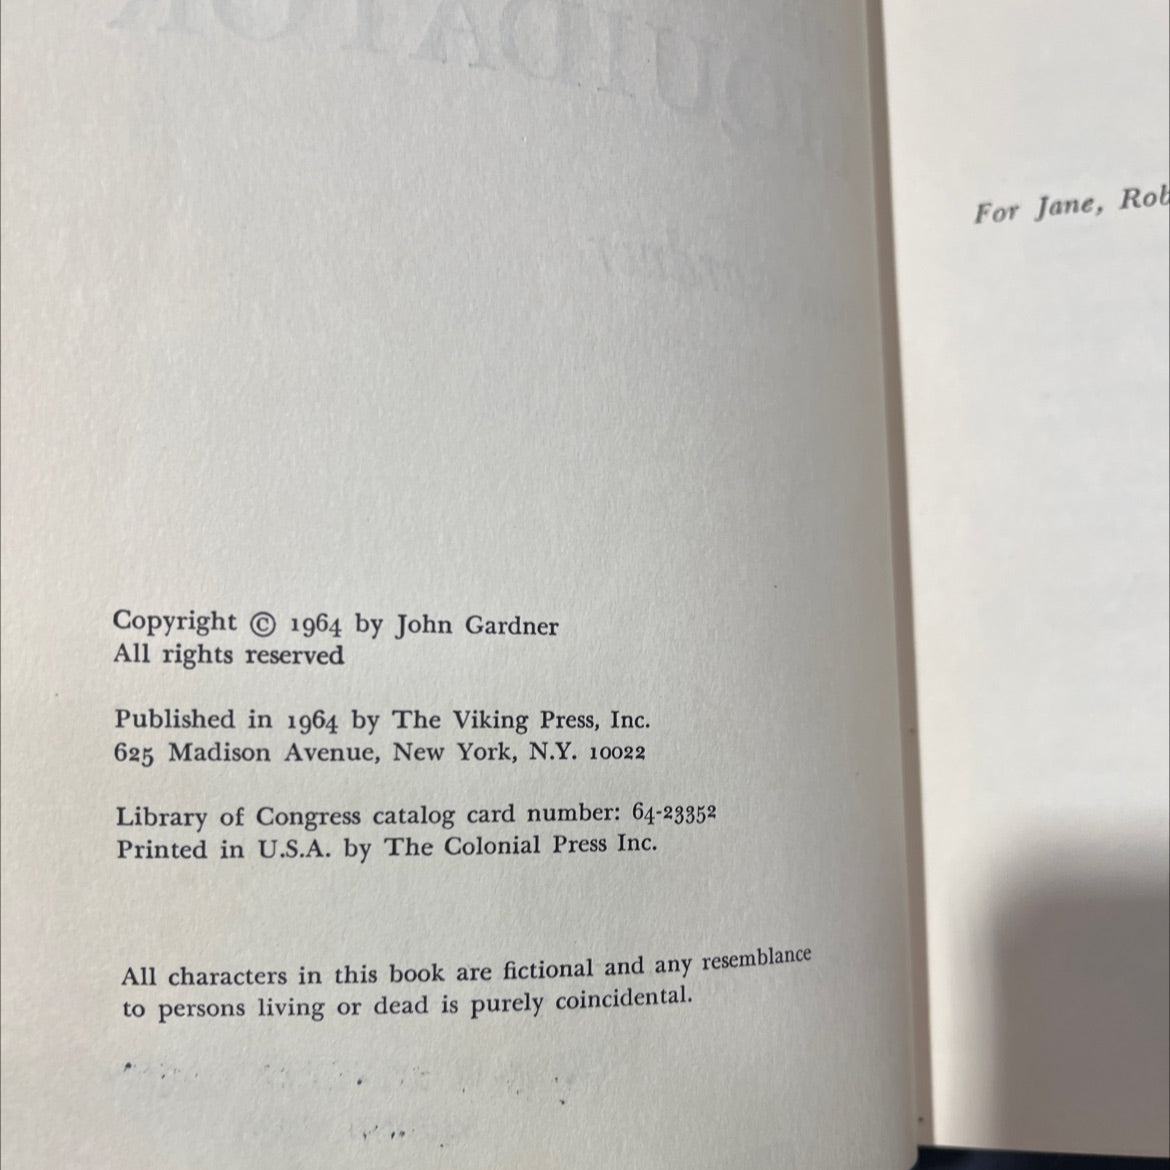 Copyright © 1964 by John Gardner
All rights reserved
Published in 1964 by The Viking Press, Inc.
625 Madison Avenue, New York, N.Y. 10022
Library of Congress catalog card number: 64-23352
Printed in U.S.A. by The Colonial Press Inc.
All characters in this book are fictional and any resemblance
to persons living or dead is purely coincidental.
For Jane, Rob